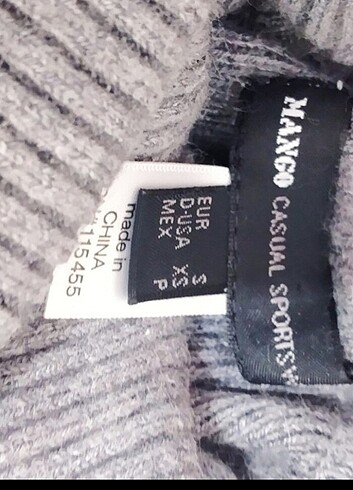 MANGO CASUAL SPORTS
EUR S
D-USA XS
MEX P
made in
CHINA
115455